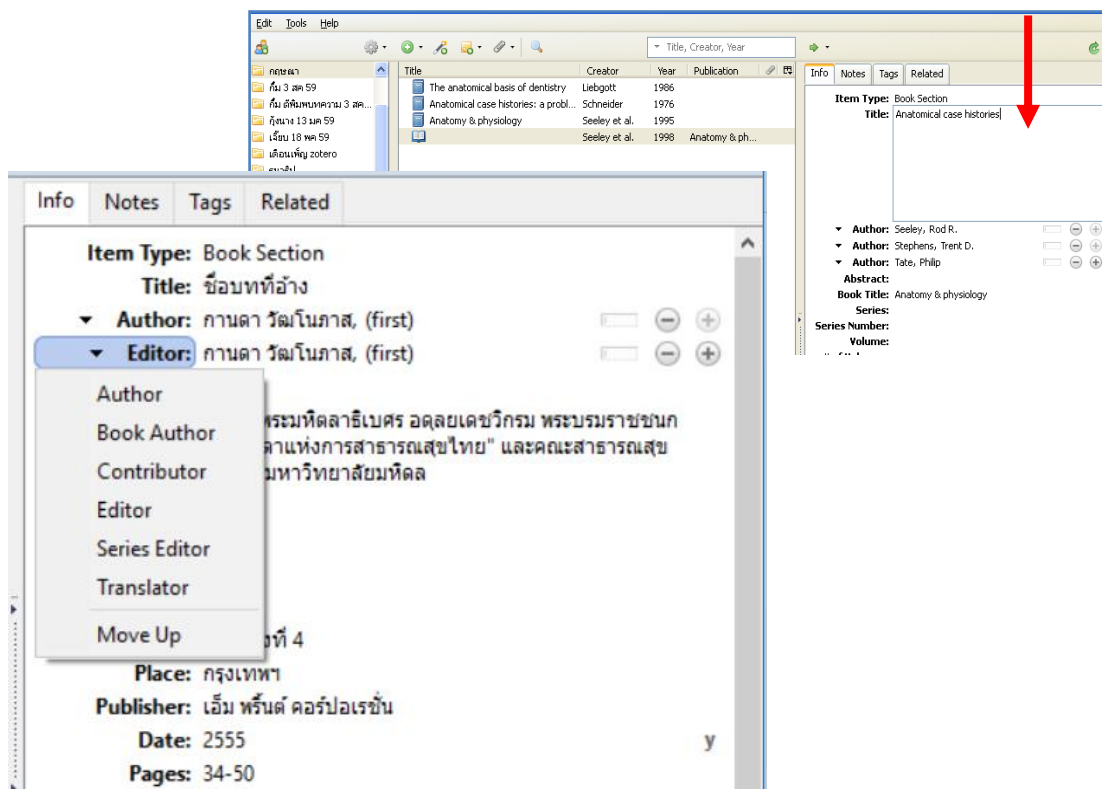 Edit Tools Help
Title, Creator, Year
กฤษณา
กิ๊ม 3 สค 59
กิ๊ม ตีพิมพบทความ 3 สค...
กุ้งนาง 13 มค 59
เจี๊ยบ 18 พค 59
เดือนเพ็ญ zotero
Title Creator Year Publication
The anatomical basis of dentistry Liebgott 1986
Anatomical case histories: a probl... Schneider 1976
Anatomy & physiology Seeley et al. 1995
Seeley et al. 1998 Anatomy & ph...
Info Notes Tags Related
Item Type: Book Section
Title: Anatomical case histories
Author: Seeley, Rod R.
Author: Stephens, Trent D.
Author: Tate, Philip
Abstract:
Book Title: Anatomy & physiology
Series:
Series Number:
Volume:
Info Notes Tags Related
Item Type: Book Section
Title: ชื่อบทที่อ้าง
Author: กานดา วัฒโนภาส, (first)
Editor: กานดา วัฒโนภาส, (first)
Author
Book Author
Contributor
Editor
Series Editor
Translator
Move Up
พระมหิตลาธิเบศร อดุลยเดชวิกรม พระบรมราชชนก
ดาแห่งการสาธารณสุขไทย" และคณะสาธารณสุข
มหาวิทยาลัยมหิดล
งที่ 4
Place: กรุงเทพฯ
Publisher: เอ็ม พริ้นต์ คอร์ปอเรชั่น
Date: 2555 y
Pages: 34-50